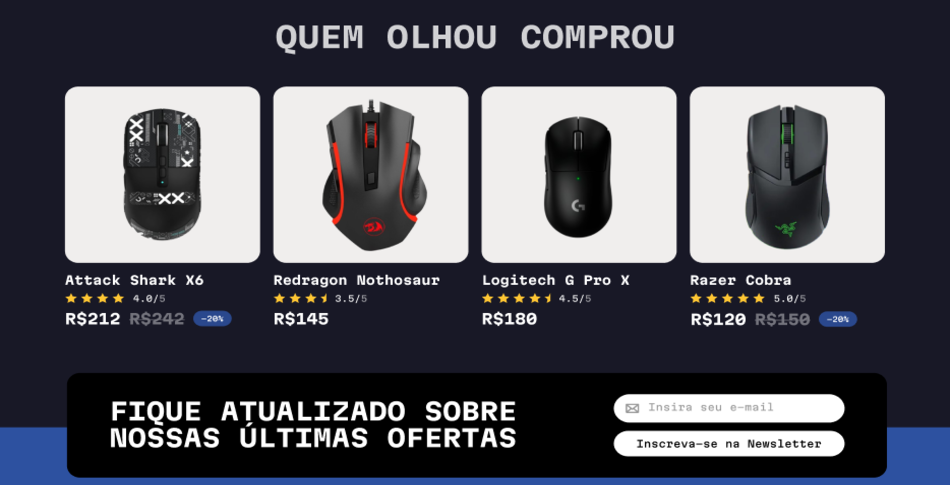 QUEM OLHOU COMPROU
Attack Shark X6
4.0/5
R$212 R$242 -20%
Redragon Nothosaur
3.5/5
R$145
Logitech G Pro X
4.5/5
R$180
Razer Cobra
5.0/5
R$120 R$150 -20%
FIQUE ATUALIZADO SOBRE
NOSSAS ÚLTIMAS OFERTAS
Insira seu e-mail
Inscreva-se na Newsletter